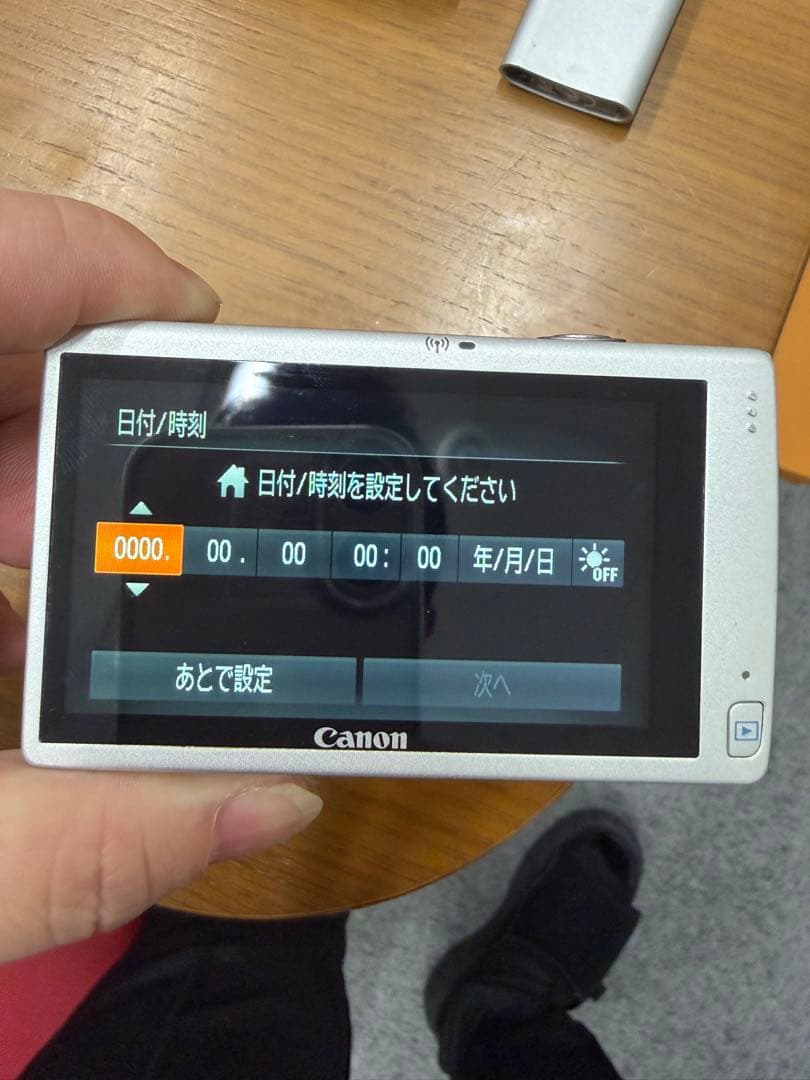 日付/時刻
日付/時刻を設定してください
0000. 00. 00 00: 00 年/月/日 OFF
あとで設定 次へ
Canon